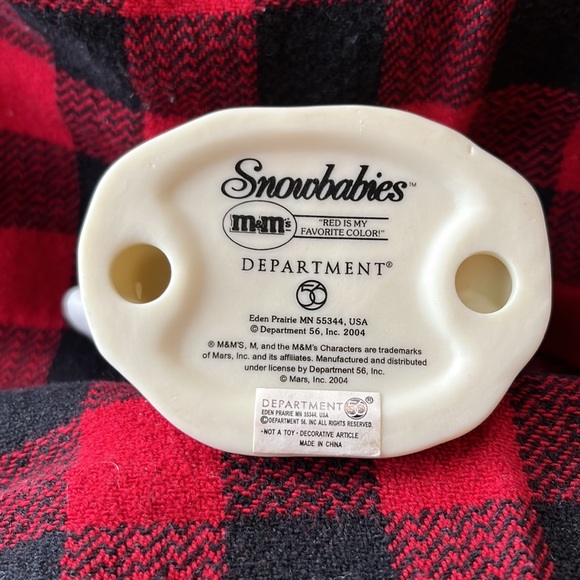 Snowbabies™
m&m's "RED IS MY
FAVORITE COLOR!"
DEPARTMENT®
56
Eden Prairie MN 55344, USA
© Department 56, Inc. 2004
® M&M'S, M, and the M&M's Characters are trademarks
of Mars, Inc. and its affiliates. Manufactured and distributed
under license by Department 56, Inc.
© Mars, Inc. 2004
DEPARTMENT 56®
EDEN PRAIRIE MN 55344, USA
©DEPARTMENT 56, INC ALL RIGHTS RESERVED.
•NOT A TOY • DECORATIVE ARTICLE
MADE IN CHINA